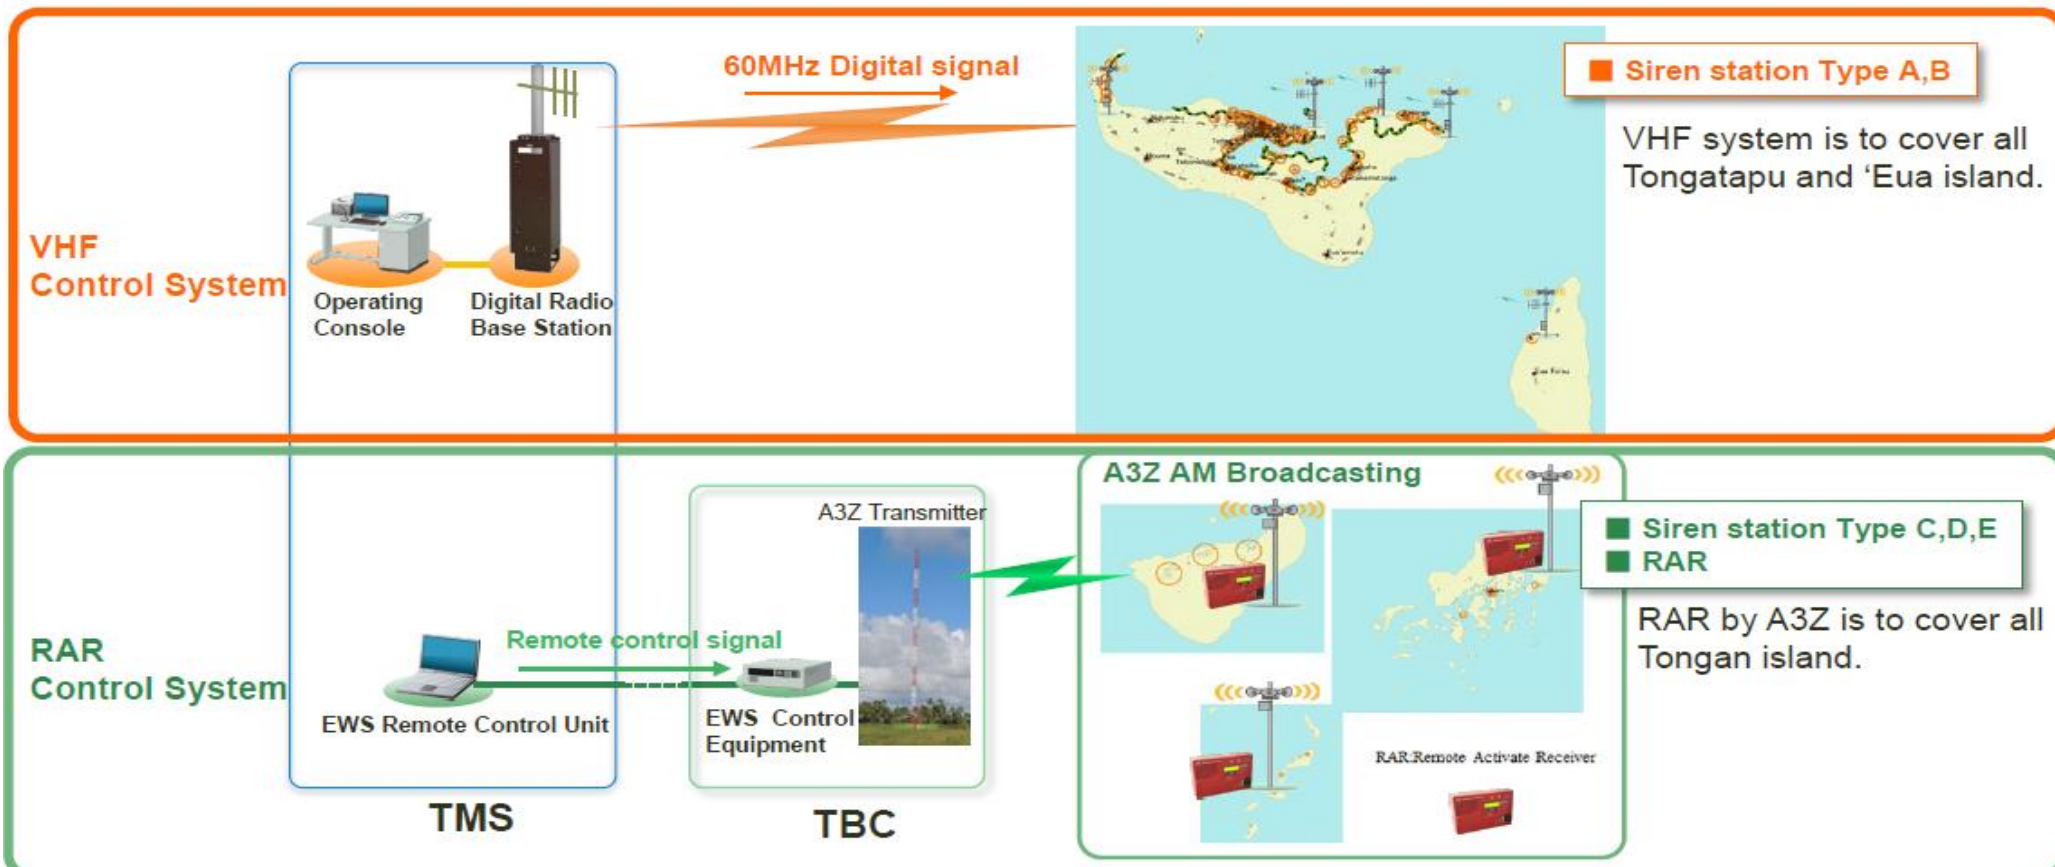 60MHz Digital signal
■ Siren station Type A,B
VHF system is to cover all
Tongatapu and ‘Eua island.
VHF
Control System
Operating
Console
Digital Radio
Base Station
A3Z AM Broadcasting
A3Z Transmitter
■ Siren station Type C,D,E
■ RAR
RAR by A3Z is to cover all
Tongan island.
RAR
Control System
Remote control signal
EWS Remote Control Unit
EWS Control
Equipment
RAR:Remote Activate Receiver
TMS
TBC